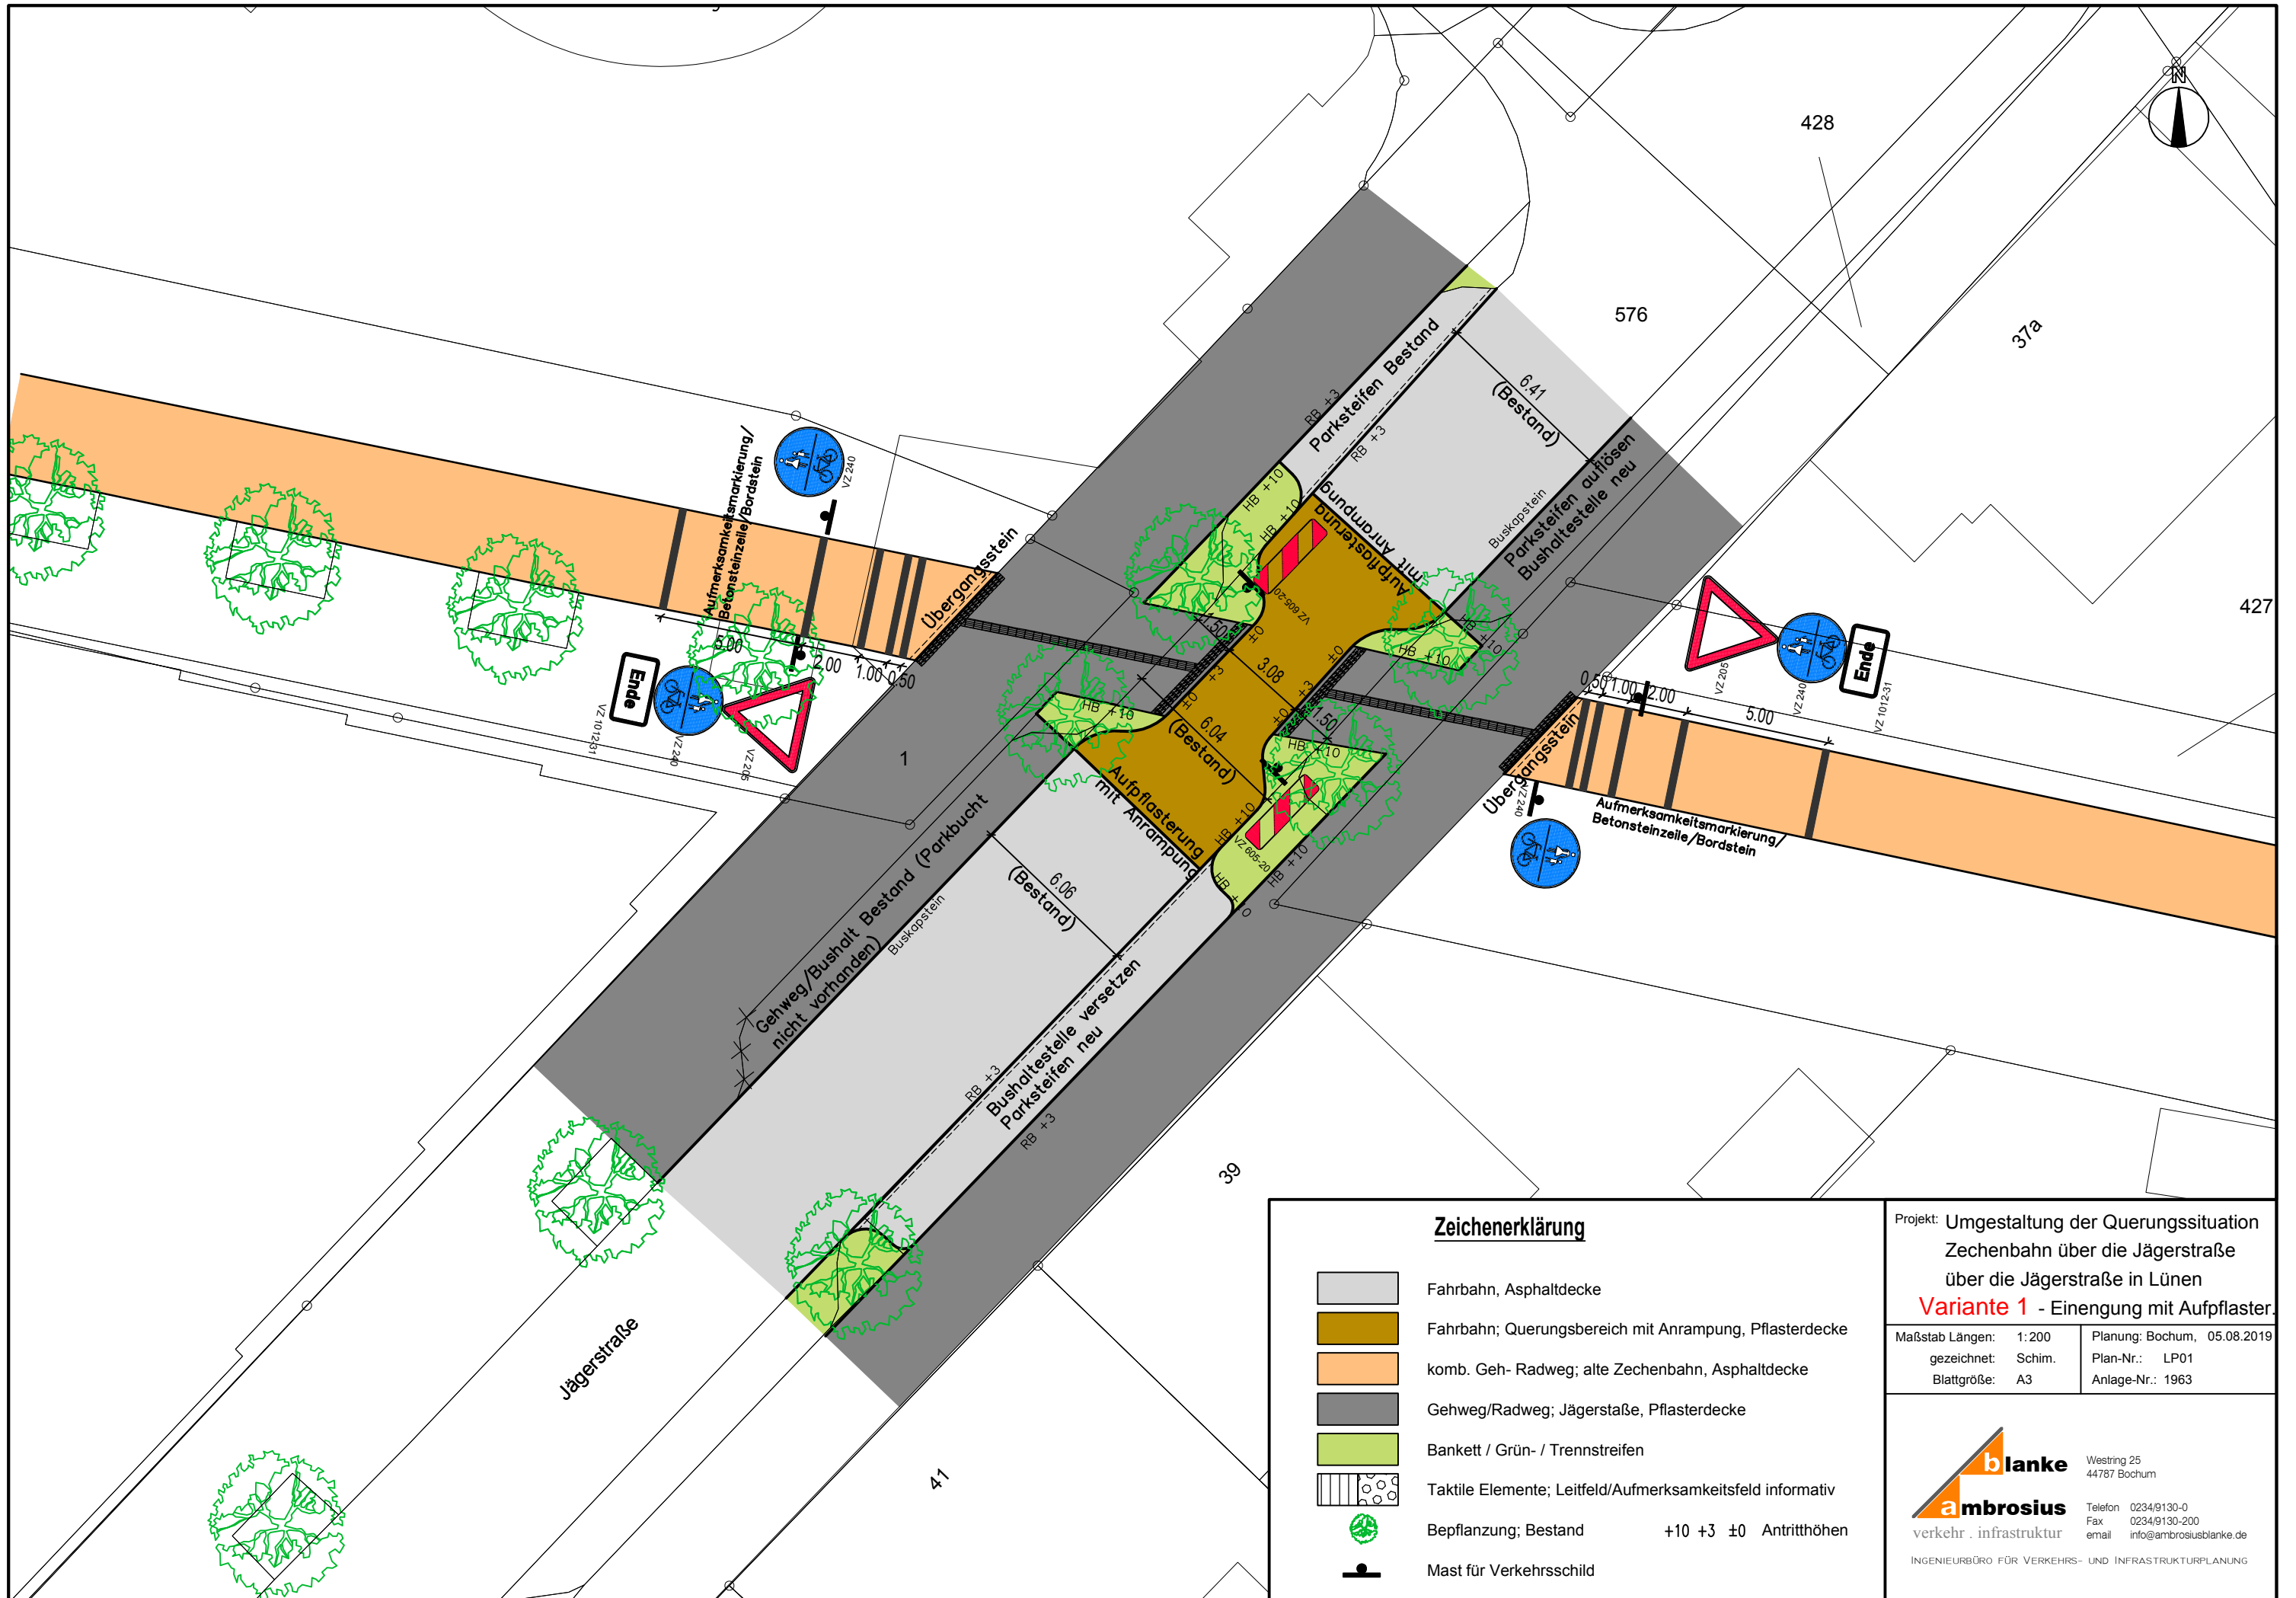 N
428
576
37a
427
6.41
(Bestand)
Parksteifen Bestand
RB +3
RB +3
Parksteifen auflösen
Bushaltestelle neu
Buskapstein
Aufpflasterung
mit Anrampung
HB +10
HB +10
HB +10
HB +10
VZ 605-20
1.50
±0
±0
+3
3.08
+3
±0
±0
1.50
6.04
(Bestand)
HB +10
HB +10
HB +10
HB +10
VZ 605-20
Aufmerksamkeitsmarkierung/
Betonsteinzeile/Bordstein
VZ 240
Übergangsstein
5.00
2.00
1.00
0.50
Ende
VZ 1012-31
VZ 240
VZ 205
1
Aufpflasterung
mit Anrampung
Gehweg/Bushalt Bestand (Parkbucht
nicht vorhanden)
Buskapstein
6.06
(Bestand)
Bushaltestelle versetzen
Parksteifen neu
RB +3
RB +3
0.50
1.00
2.00
5.00
VZ 205
VZ 240
Ende
VZ 1012-31
Übergangsstein
VZ 240
Aufmerksamkeitsmarkierung/
Betonsteinzeile/Bordstein
39
41
Jägerstraße
Zeichenerklärung
Fahrbahn, Asphaltdecke
Fahrbahn; Querungsbereich mit Anrampung, Pflasterdecke
komb. Geh- Radweg; alte Zechenbahn, Asphaltdecke
Gehweg/Radweg; Jägerstaße, Pflasterdecke
Bankett / Grün- / Trennstreifen
Taktile Elemente; Leitfeld/Aufmerksamkeitsfeld informativ
Bepflanzung; Bestand +10 +3 ±0 Antritthöhen
Mast für Verkehrsschild
Projekt: Umgestaltung der Querungssituation
Zechenbahn über die Jägerstraße
über die Jägerstraße in Lünen
Variante 1 - Einengung mit Aufpflaster.
Maßstab Längen: 1:200
gezeichnet: Schim.
Blattgröße: A3
Planung: Bochum, 05.08.2019
Plan-Nr.: LP01
Anlage-Nr.: 1963
blanke
ambrosius
verkehr . infrastruktur
Westring 25
44787 Bochum
Telefon 0234/9130-0
Fax 0234/9130-200
email info@ambrosiusblanke.de
INGENIEURBÜRO FÜR VERKEHRS- UND INFRASTRUKTURPLANUNG